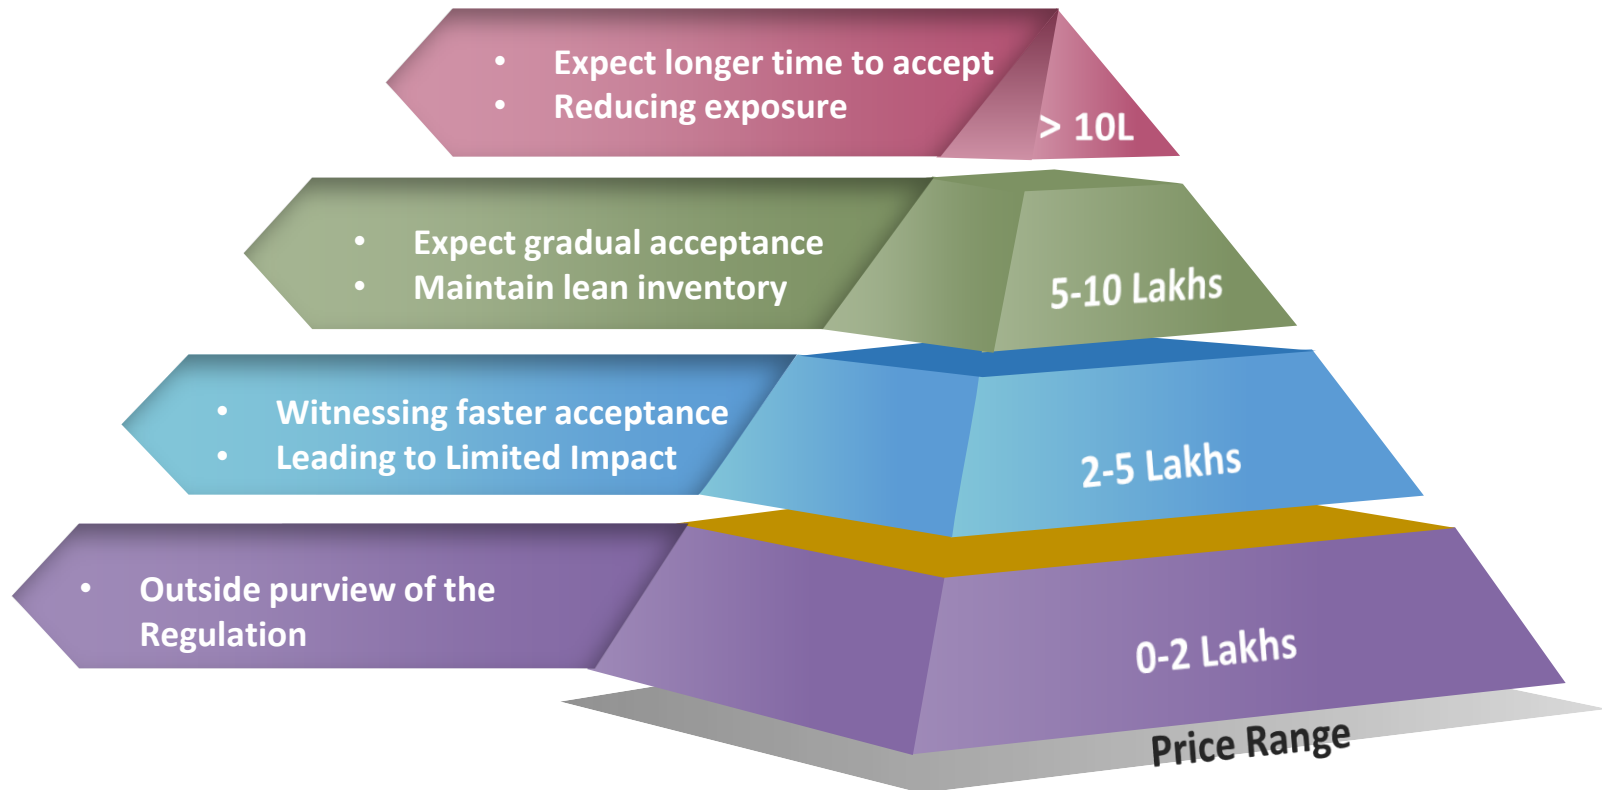 • Expect longer time to accept
• Reducing exposure
> 10L
• Expect gradual acceptance
• Maintain lean inventory
5-10 Lakhs
• Witnessing faster acceptance
• Leading to Limited Impact
2-5 Lakhs
• Outside purview of the
Regulation
0-2 Lakhs
Price Range